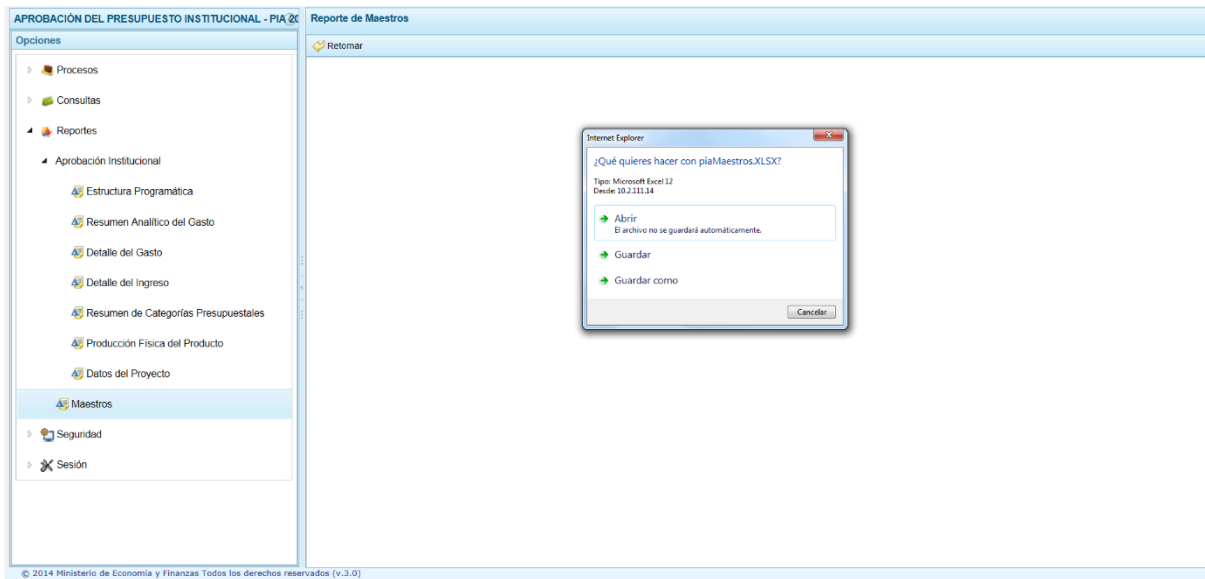 APROBACIÓN DEL PRESUPUESTO INSTITUCIONAL - PIA 20
Opciones
Procesos
Consultas
Reportes
Aprobación Institucional
Estructura Programática
Resumen Analítico del Gasto
Detalle del Gasto
Detalle del Ingreso
Resumen de Categorías Presupuestales
Producción Física del Producto
Datos del Proyecto
Maestros
Seguridad
Sesión
Reporte de Maestros
Retornar
Internet Explorer
¿Qué quieres hacer con piaMaestros.XLSX?
Tipo: Microsoft Excel 12
Desde: 10.2.111.14
Abrir
El archivo no se guardará automáticamente.
Guardar
Guardar como
Cancelar
© 2014 Ministerio de Economía y Finanzas Todos los derechos reservados (v.3.0)